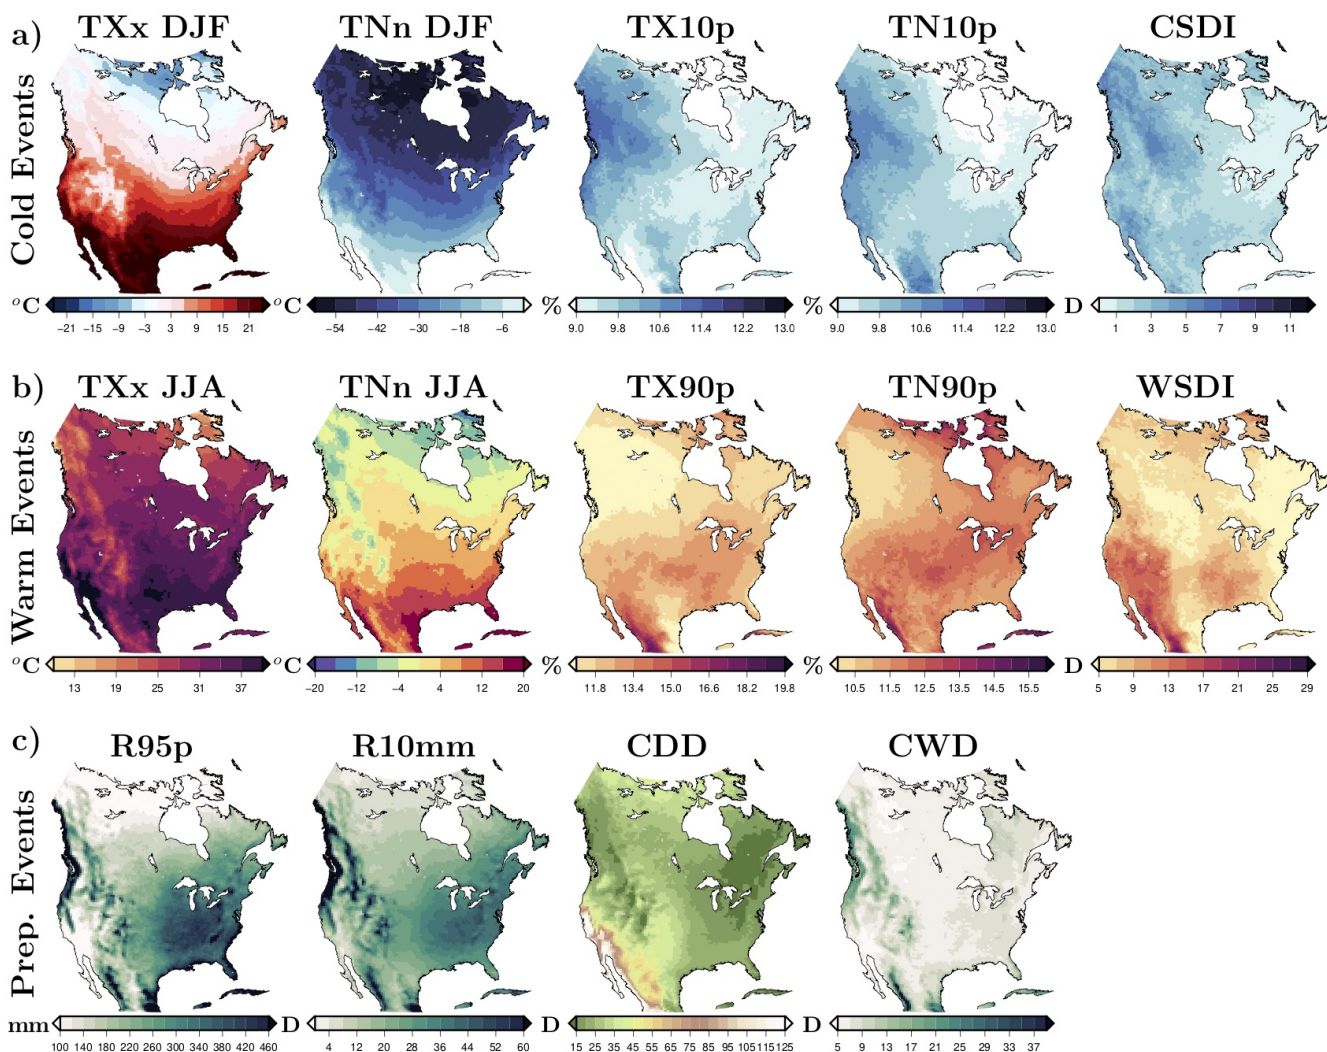 a)
TXx DJF
TNn DJF
TX10p
TN10p
CSDI
Cold Events
°C
−21 −15 −9 −3 3 9 15 21
°C
−54 −42 −30 −18 −6
%
9.0 9.8 10.6 11.4 12.2 13.0
%
9.0 9.8 10.6 11.4 12.2 13.0
D
1 3 5 7 9 11
b)
TXx JJA
TNn JJA
TX90p
TN90p
WSDI
Warm Events
°C
13 19 25 31 37
°C
−20 −12 −4 4 12 20
%
11.8 13.4 15.0 16.6 18.2 19.8
%
10.5 11.5 12.5 13.5 14.5 15.5
D
5 9 13 17 21 25 29
c)
R95p
R10mm
CDD
CWD
Prep. Events
mm
100 140 180 220 260 300 340 380 420 460
D
4 12 20 28 36 44 52 60
D
15 25 35 45 55 65 75 85 95 105 115 125
D
5 9 13 17 21 25 29 33 37